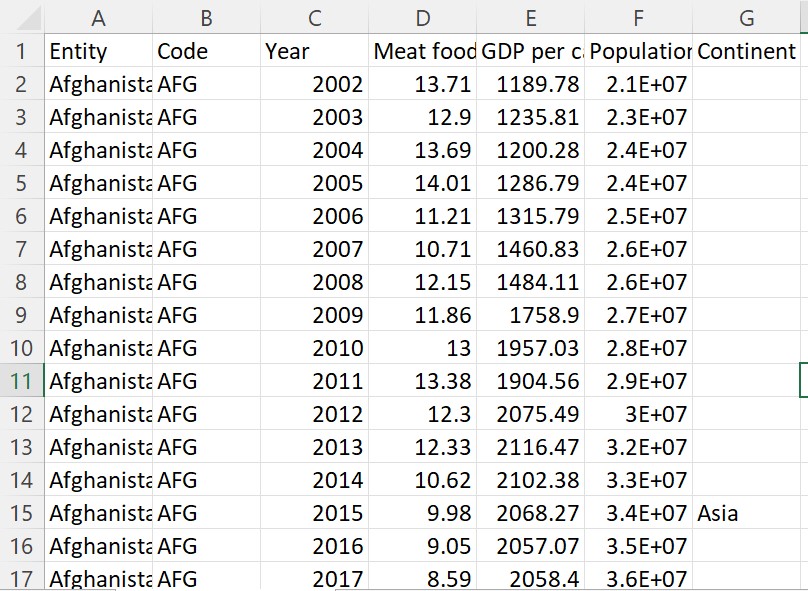 A B C D E F G
1 Entity Code Year Meat food GDP per c Population Continent
2 Afghanista AFG 2002 13.71 1189.78 2.1E+07
3 Afghanista AFG 2003 12.9 1235.81 2.3E+07
4 Afghanista AFG 2004 13.69 1200.28 2.4E+07
5 Afghanista AFG 2005 14.01 1286.79 2.4E+07
6 Afghanista AFG 2006 11.21 1315.79 2.5E+07
7 Afghanista AFG 2007 10.71 1460.83 2.6E+07
8 Afghanista AFG 2008 12.15 1484.11 2.6E+07
9 Afghanista AFG 2009 11.86 1758.9 2.7E+07
10 Afghanista AFG 2010 13 1957.03 2.8E+07
11 Afghanista AFG 2011 13.38 1904.56 2.9E+07
12 Afghanista AFG 2012 12.3 2075.49 3E+07
13 Afghanista AFG 2013 12.33 2116.47 3.2E+07
14 Afghanista AFG 2014 10.62 2102.38 3.3E+07
15 Afghanista AFG 2015 9.98 2068.27 3.4E+07 Asia
16 Afghanista AFG 2016 9.05 2057.07 3.5E+07
17 Afghanista AFG 2017 8.59 2058.4 3.6E+07